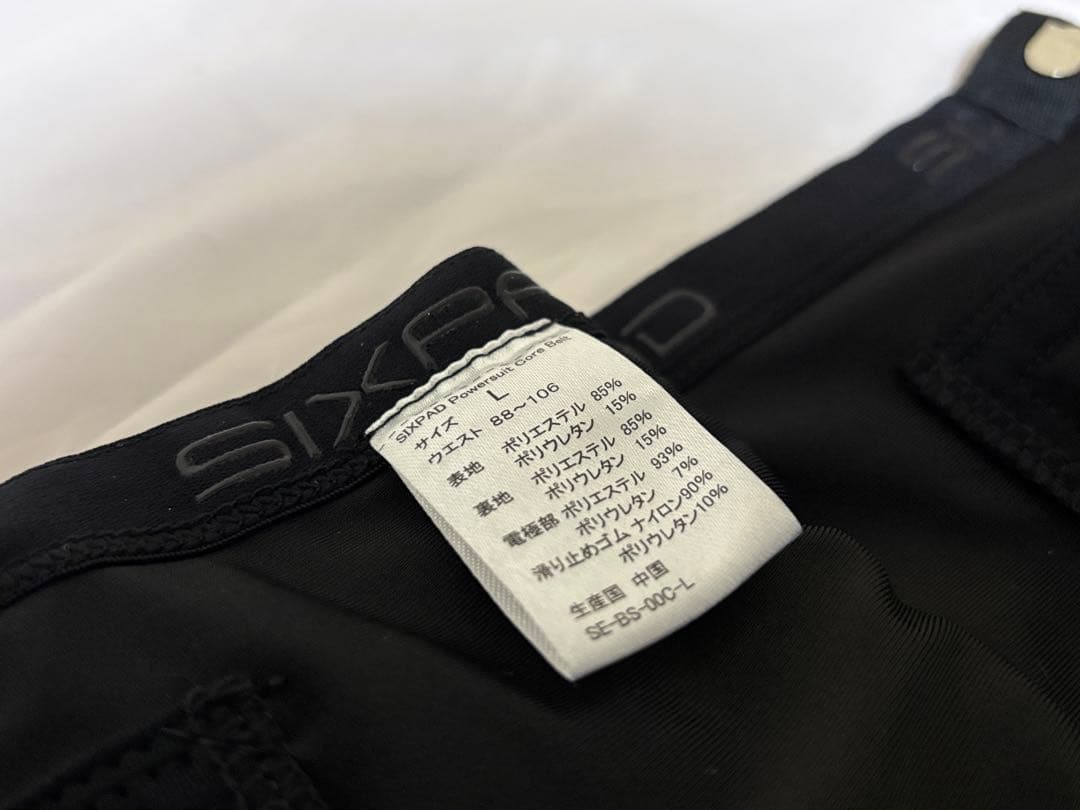 SIXPAD
SIXPAD Powersuit Core Belt
サイズ L
ウエスト 88～106
表地 ポリエステル 85%
ポリウレタン 15%
裏地 ポリエステル 85%
ポリウレタン 15%
電極部 ポリエステル 93%
ポリウレタン 7%
滑り止めゴム ナイロン90%
ポリウレタン10%
生産国 中国
SE-BS-00C-L